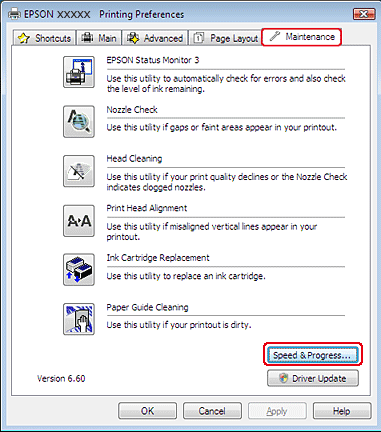 EPSON XXXXX Printing Preferences
Shortcuts Main Advanced Page Layout Maintenance
EPSON Status Monitor 3
Use this utility to automatically check for errors and also check
the level of ink remaining.
Nozzle Check
Use this utility if gaps or faint areas appear in your printout.
Head Cleaning
Use this utility if your print quality declines or the Nozzle Check
indicates clogged nozzles.
Print Head Alignment
Use this utility if misaligned vertical lines appear in your
printout.
Ink Cartridge Replacement
Use this utility to replace an ink cartridge.
Paper Guide Cleaning
Use this utility if your printout is dirty.
Speed & Progress...
Version 6.60
Driver Update
OK Cancel Apply Help